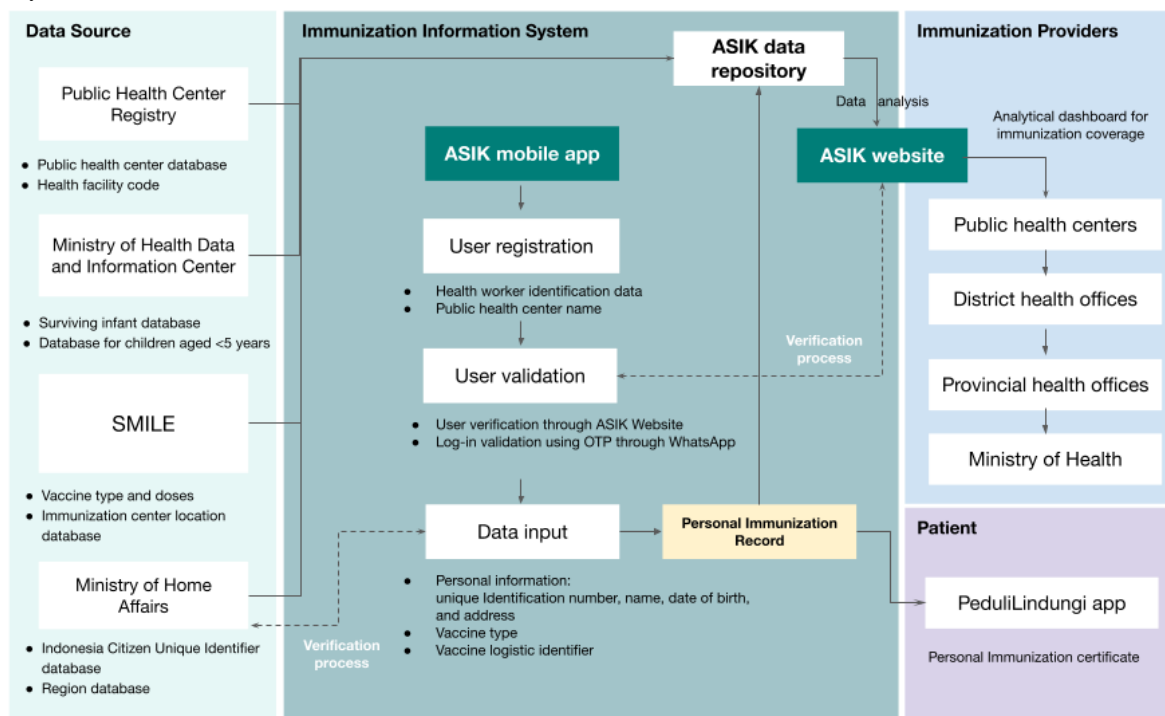 Data Source
Public Health Center
Registry
● Public health center database
● Health facility code
Ministry of Health Data
and Information Center
● Surviving infant database
● Database for children aged <5 years
SMILE
● Vaccine type and doses
● Immunization center location
database
Ministry of Home
Affairs
● Indonesia Citizen Unique Identifier
database
● Region database
Immunization Information System
ASIK data
repository
Data analysis
ASIK mobile app
ASIK website
User registration
● Health worker identification data
● Public health center name
Verification
process
User validation
● User verification through ASIK Website
● Log-in validation using OTP through WhatsApp
Data input
Personal Immunization
Record
● Personal information:
unique Identification number, name, date of birth,
and address
● Vaccine type
● Vaccine logistic identifier
Verification
process
Immunization Providers
Analytical dashboard for
immunization coverage
Public health centers
District health offices
Provincial health offices
Ministry of Health
Patient
PeduliLindungi app
Personal Immunization certificate